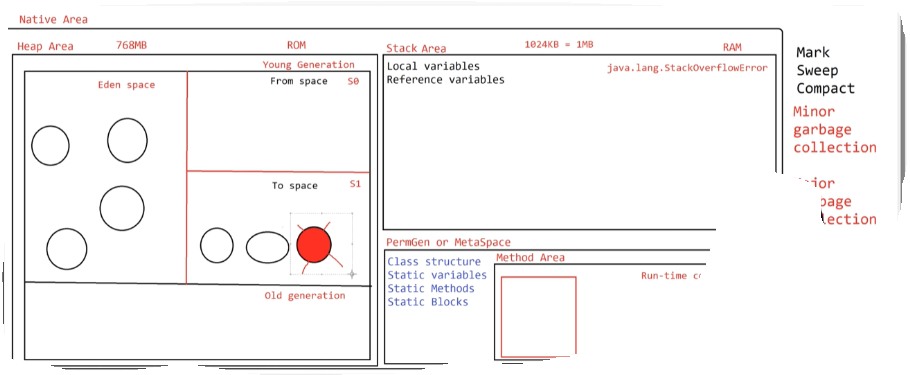 Native Area
Heap Area 768MB ROM
Young Generation
Eden space
From space S0
To space S1
Old generation
Stack Area 1024KB = 1MB RAM
Local variables java.lang.StackOverflowError
Reference variables
PermGen or MetaSpace
Class structure
Static variables
Static Methods
Static Blocks
Method Area
Run-time
Mark
Sweep
Compact
Minor
garbage
collection